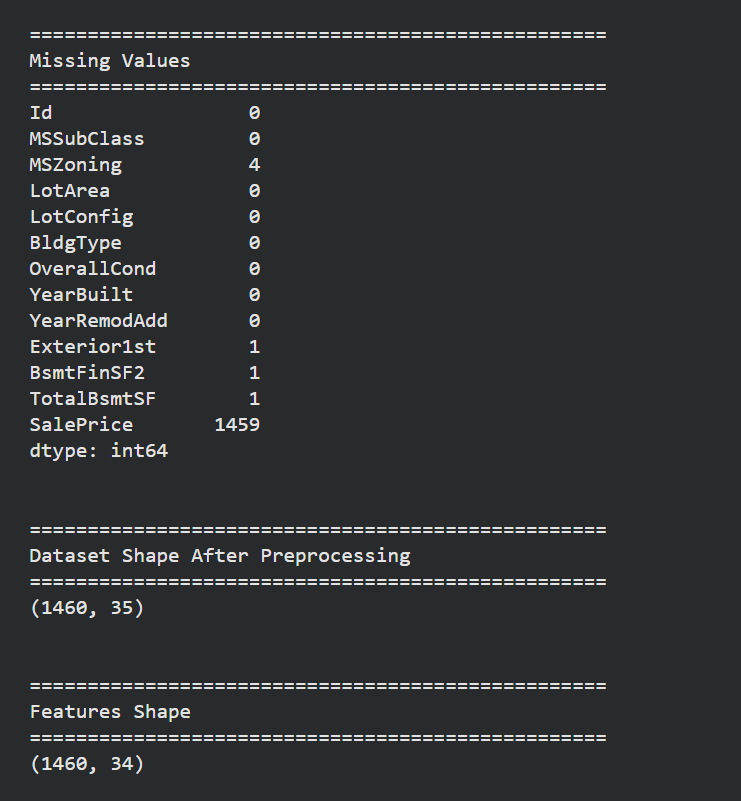 ==================================================
Missing Values
==================================================
Id                 0
MSSubClass         0
MSZoning           4
LotArea            0
LotConfig          0
BldgType           0
OverallCond        0
YearBuilt          0
YearRemodAdd       0
Exterior1st        1
BsmtFinSF2         1
TotalBsmtSF        1
SalePrice       1459
dtype: int64
==================================================
Dataset Shape After Preprocessing
==================================================
(1460, 35)
==================================================
Features Shape
==================================================
(1460, 34)